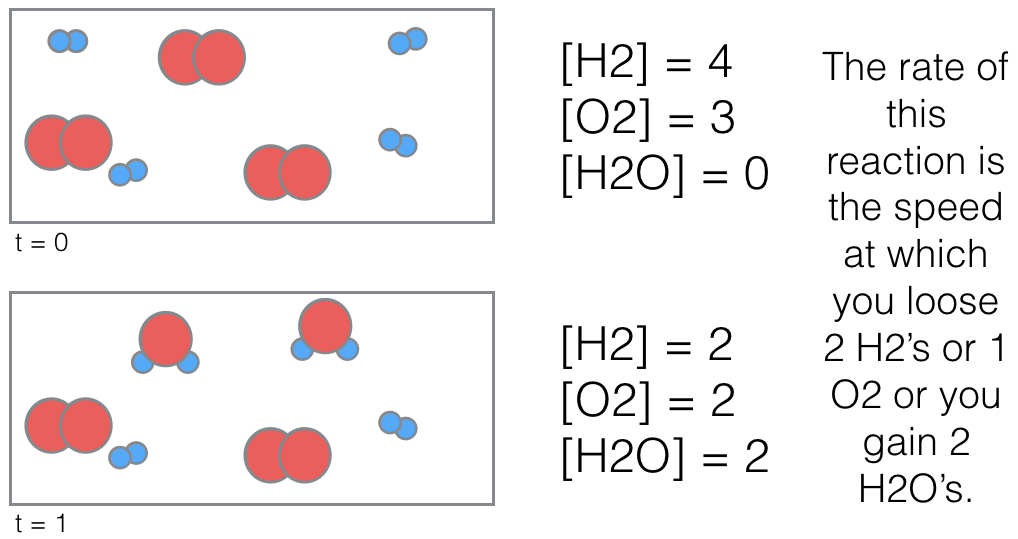 [H2] = 4
[O2] = 3
[H2O] = 0
t = 0
[H2] = 2
[O2] = 2
[H2O] = 2
t = 1
The rate of
this
reaction is
the speed
at which
you loose
2 H2’s or 1
O2 or you
gain 2
H2O’s.